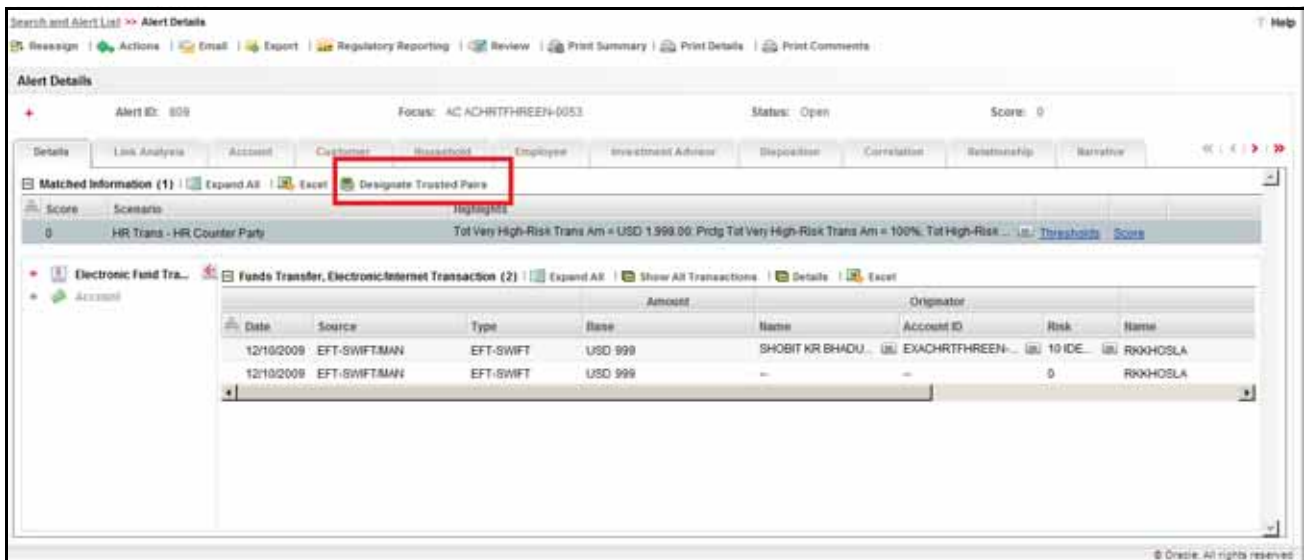 Search and Alert List >> Alert Details Help
Reassign | Actions | Email | Export | Regulatory Reporting | Review | Print Summary | Print Details | Print Comments
Alert Details
Alert ID: 809 Focus: AC ACHRTFHREEN-0053 Status: Open Score: 0
Details Link Analysis Account Customer Household Employee Investment Advisor Disposition Correlation Relationship Narrative
Matched Information (1) | Expand All | Excel Designate Trusted Pairs
Score Scenario Highlights
0 HR Trans - HR Counter Party Tot Very High-Risk Trans Am = USD 1,998.00: Prctg Tot Very High-Risk Trans Am = 100%; Tot High-Risk ... Thresholds Score
Electronic Fund Tra... Funds Transfer, Electronic/Internet Transaction (2) | Expand All | Show All Transactions | Details | Excel
Account
Amount Originator
Date Source Type Base Name Account ID Risk Name
12/10/2009 EFT-SWIFT/MAN EFT-SWIFT USD 999 SHOBIT KR BHADU... EXACHRTFHREEN-... 10 IDE... RKKHOSLA
12/10/2009 EFT-SWIFT/MAN EFT-SWIFT USD 999 -- -- 0 RKKHOSLA
© Oracle. All rights reserved